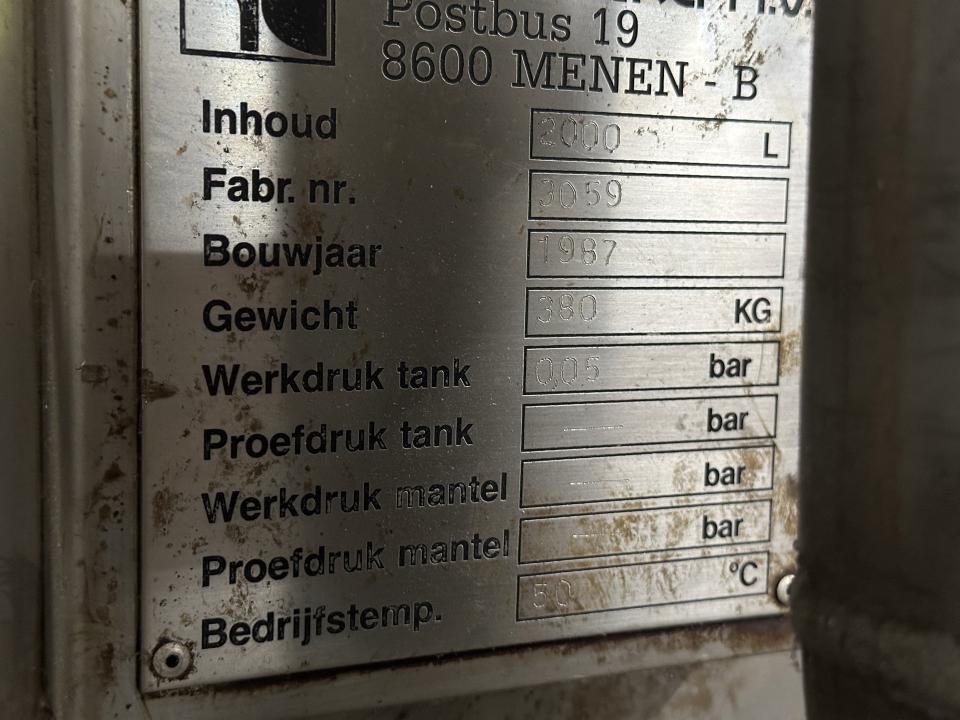 Postbus 19
8600 MENEN - B
Inhoud 2000 L
Fabr. nr. 3059
Bouwjaar 1987
Gewicht 380 KG
Werkdruk tank 0,05 bar
Proefdruk tank — bar
Werkdruk mantel — bar
Proefdruk mantel — bar
Bedrijfstemp. 50 °C